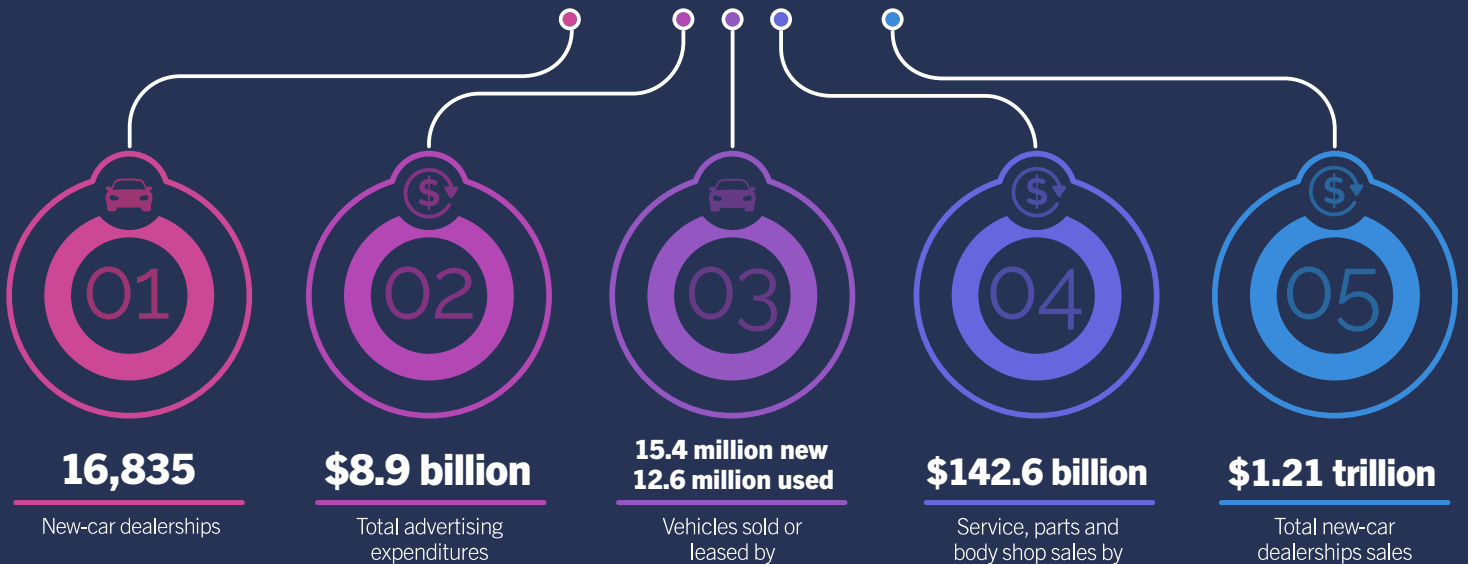 01
02
03
04
05
16,835
New-car dealerships
$8.9 billion
Total advertising
expenditures
15.4 million new
12.6 million used
Vehicles sold or
leased by
$142.6 billion
Service, parts and
body shop sales by
$1.21 trillion
Total new-car
dealerships sales